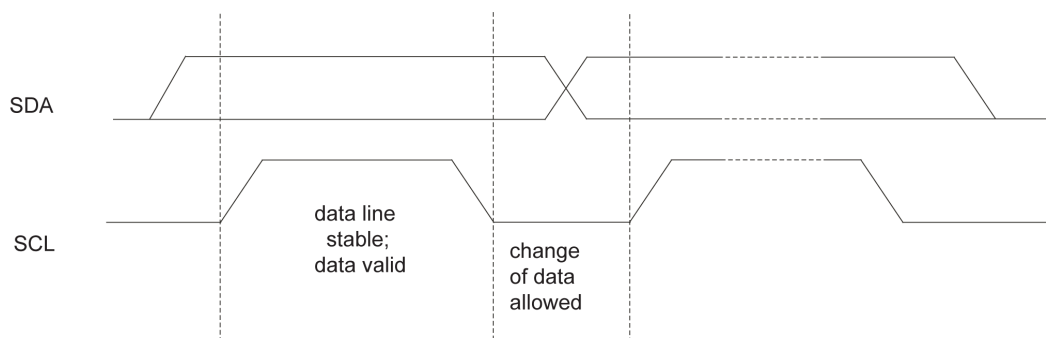 SDA
SCL
data line
stable;
data valid
change
of data
allowed